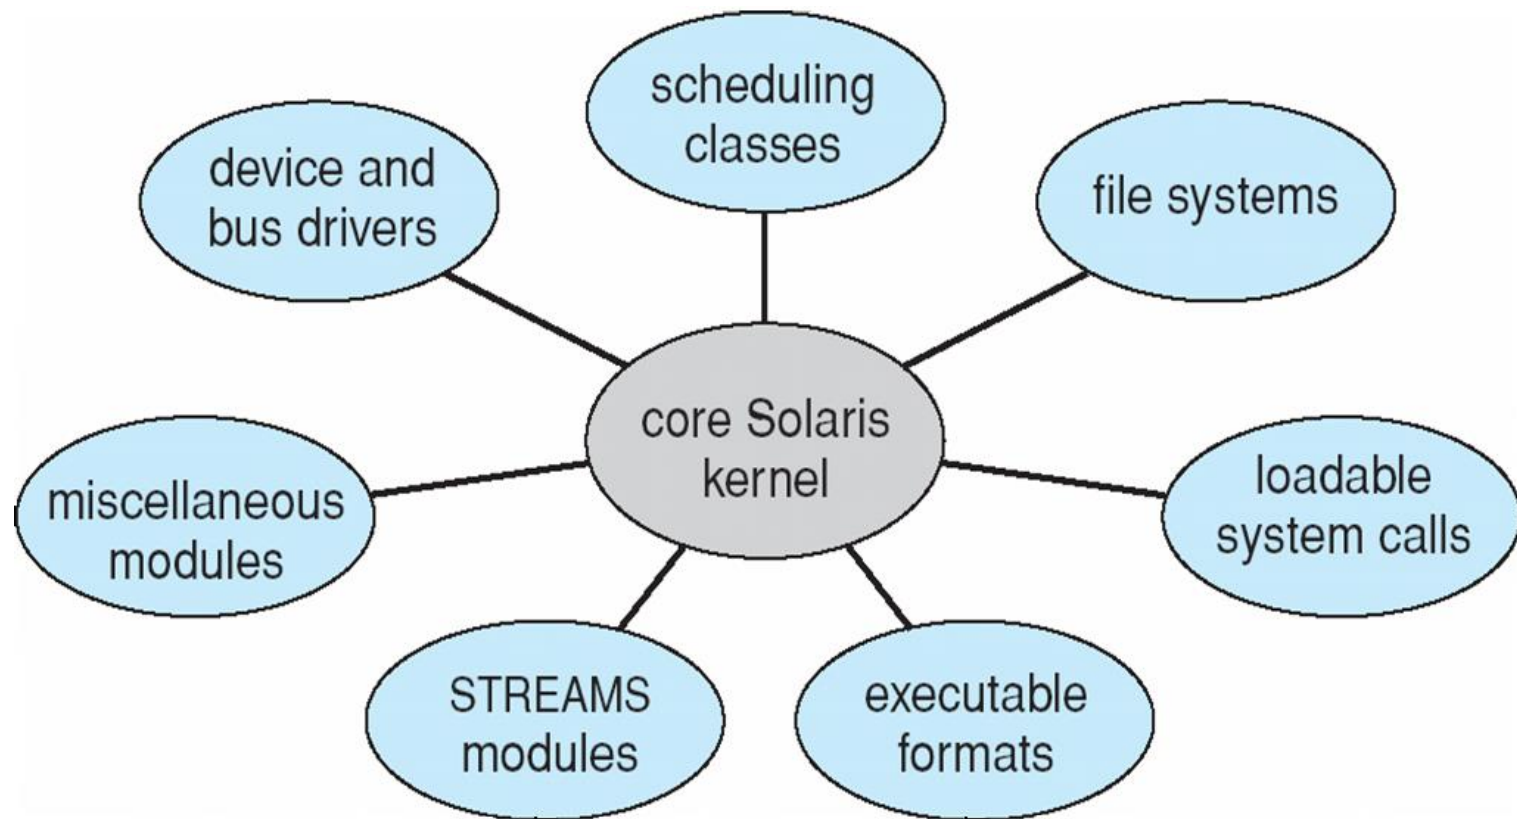 scheduling
classes
device and
bus drivers
file systems
core Solaris
kernel
loadable
system calls
miscellaneous
modules
STREAMS
modules
executable
formats